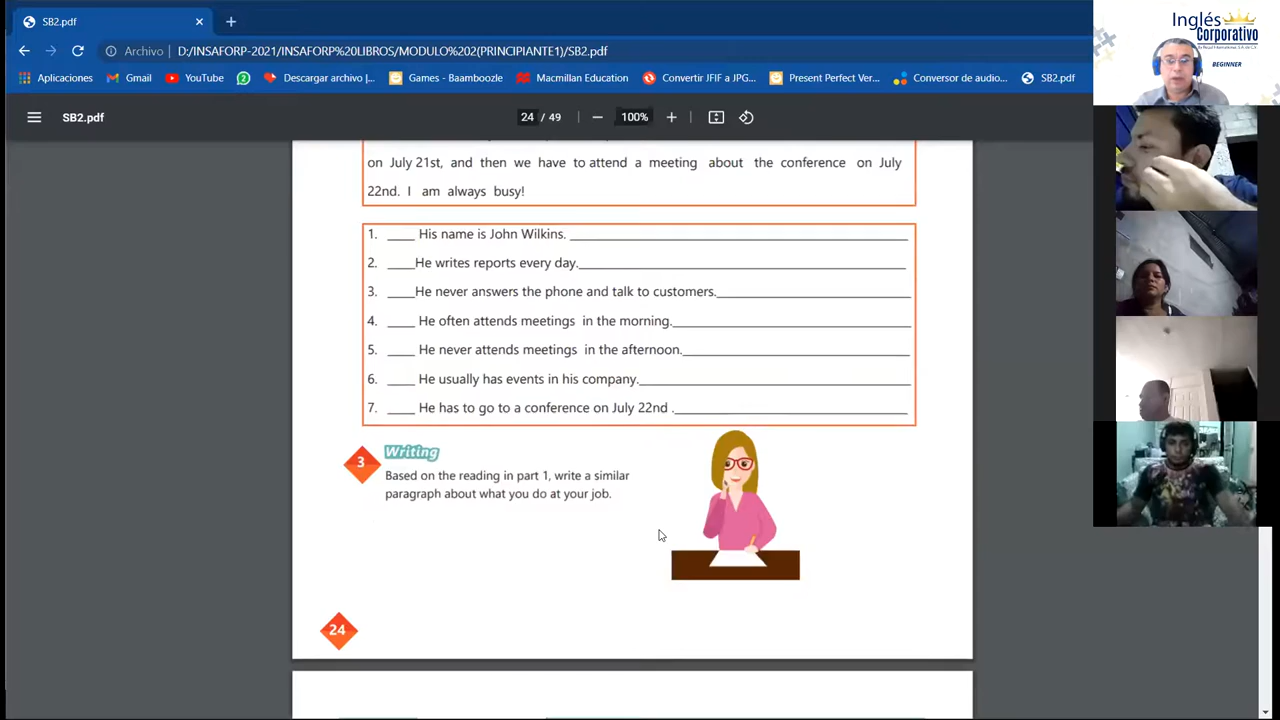 SB2.pdf
Archivo D:/INSAFORP-2021/INSAFORP%20LIBROS/MODULO%202(PRINCIPIANTE1)/SB2.pdf
Aplicaciones Gmail YouTube Descargar archivo |... Games - Baamboozle Macmillan Education Convertir JFIF a JPG... Present Perfect Ver... Conversor de audio... SB2.pdf
SB2.pdf 24 / 49 100%
on July 21st, and then we have to attend a meeting about the conference on July
22nd. I am always busy!
1. ____ His name is John Wilkins. ____
2. ____He writes reports every day.____
3. ____He never answers the phone and talk to customers.____
4. ____ He often attends meetings in the morning.____
5. ____ He never attends meetings in the afternoon.____
6. ____ He usually has events in his company.____
7. ____ He has to go to a conference on July 22nd .____
3 Writing
Based on the reading in part 1, write a similar
paragraph about what you do at your job.
24
Inglés
Corporativo
BEGINNER